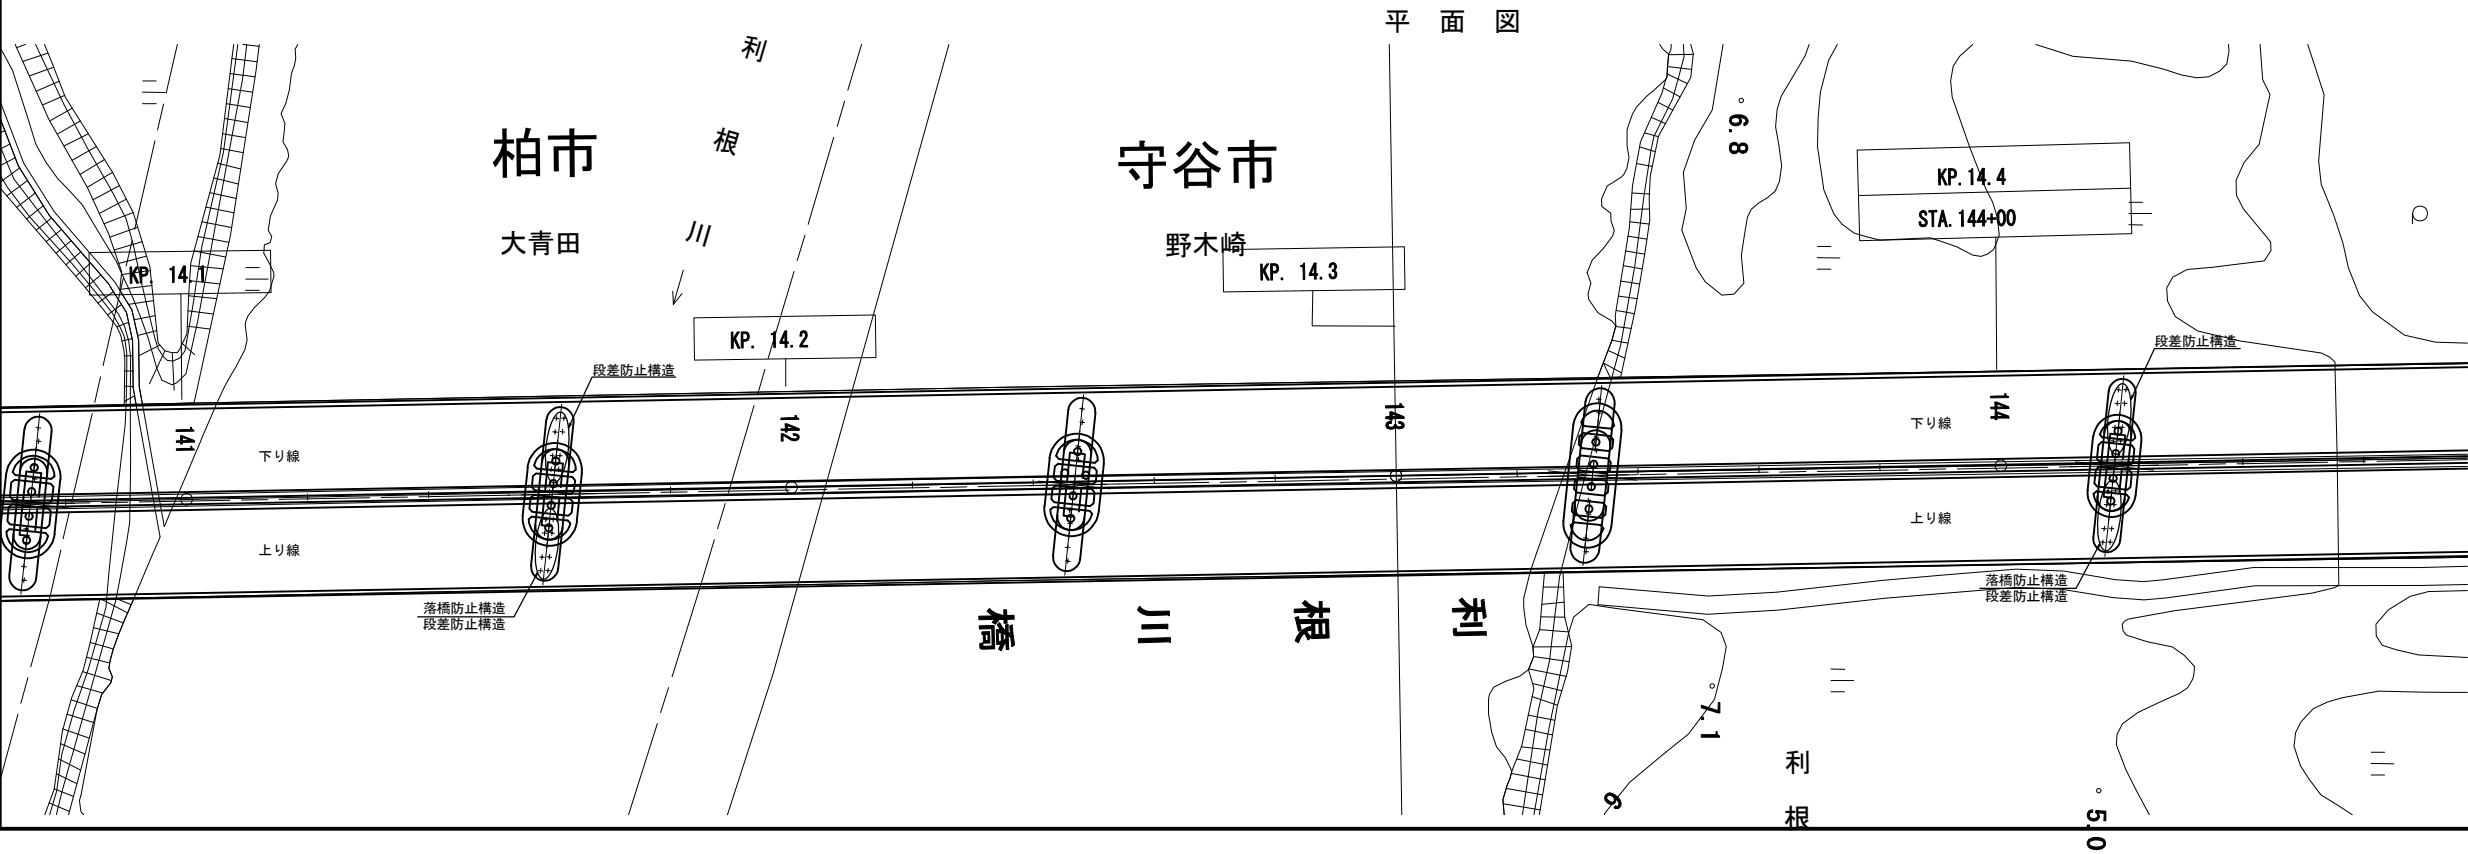 平 面 図
利
根
川
柏市
大青田
守谷市
野木崎
6.8
KP. 14.1
KP. 14.2
KP. 14.3
KP. 14.4
STA. 144+00
段差防止構造
段差防止構造
141
142
143
144
下り線
下り線
上り線
上り線
落橋防止構造
段差防止構造
落橋防止構造
段差防止構造
利根川橋
7.1
6
利
根
5.0